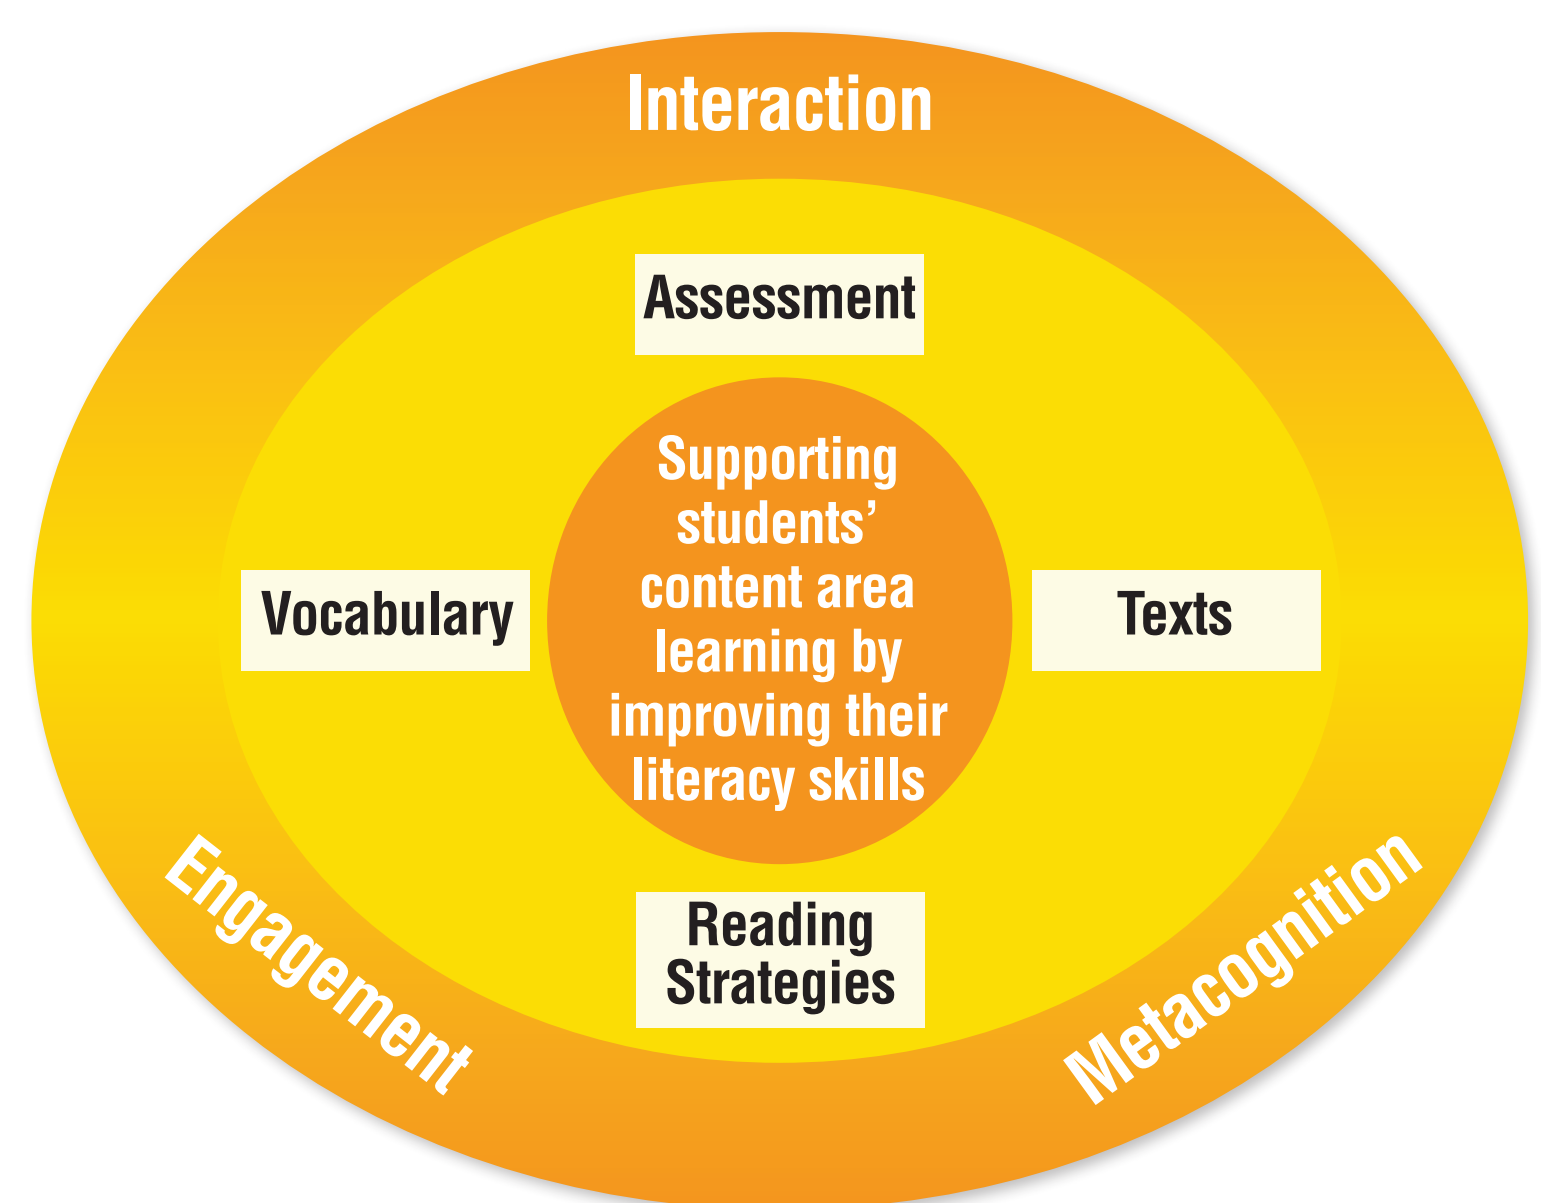 Interaction
Assessment
Supporting
students’
content area
learning by
improving their
literacy skills
Vocabulary
Texts
Reading
Strategies
Engagement
Metacognition